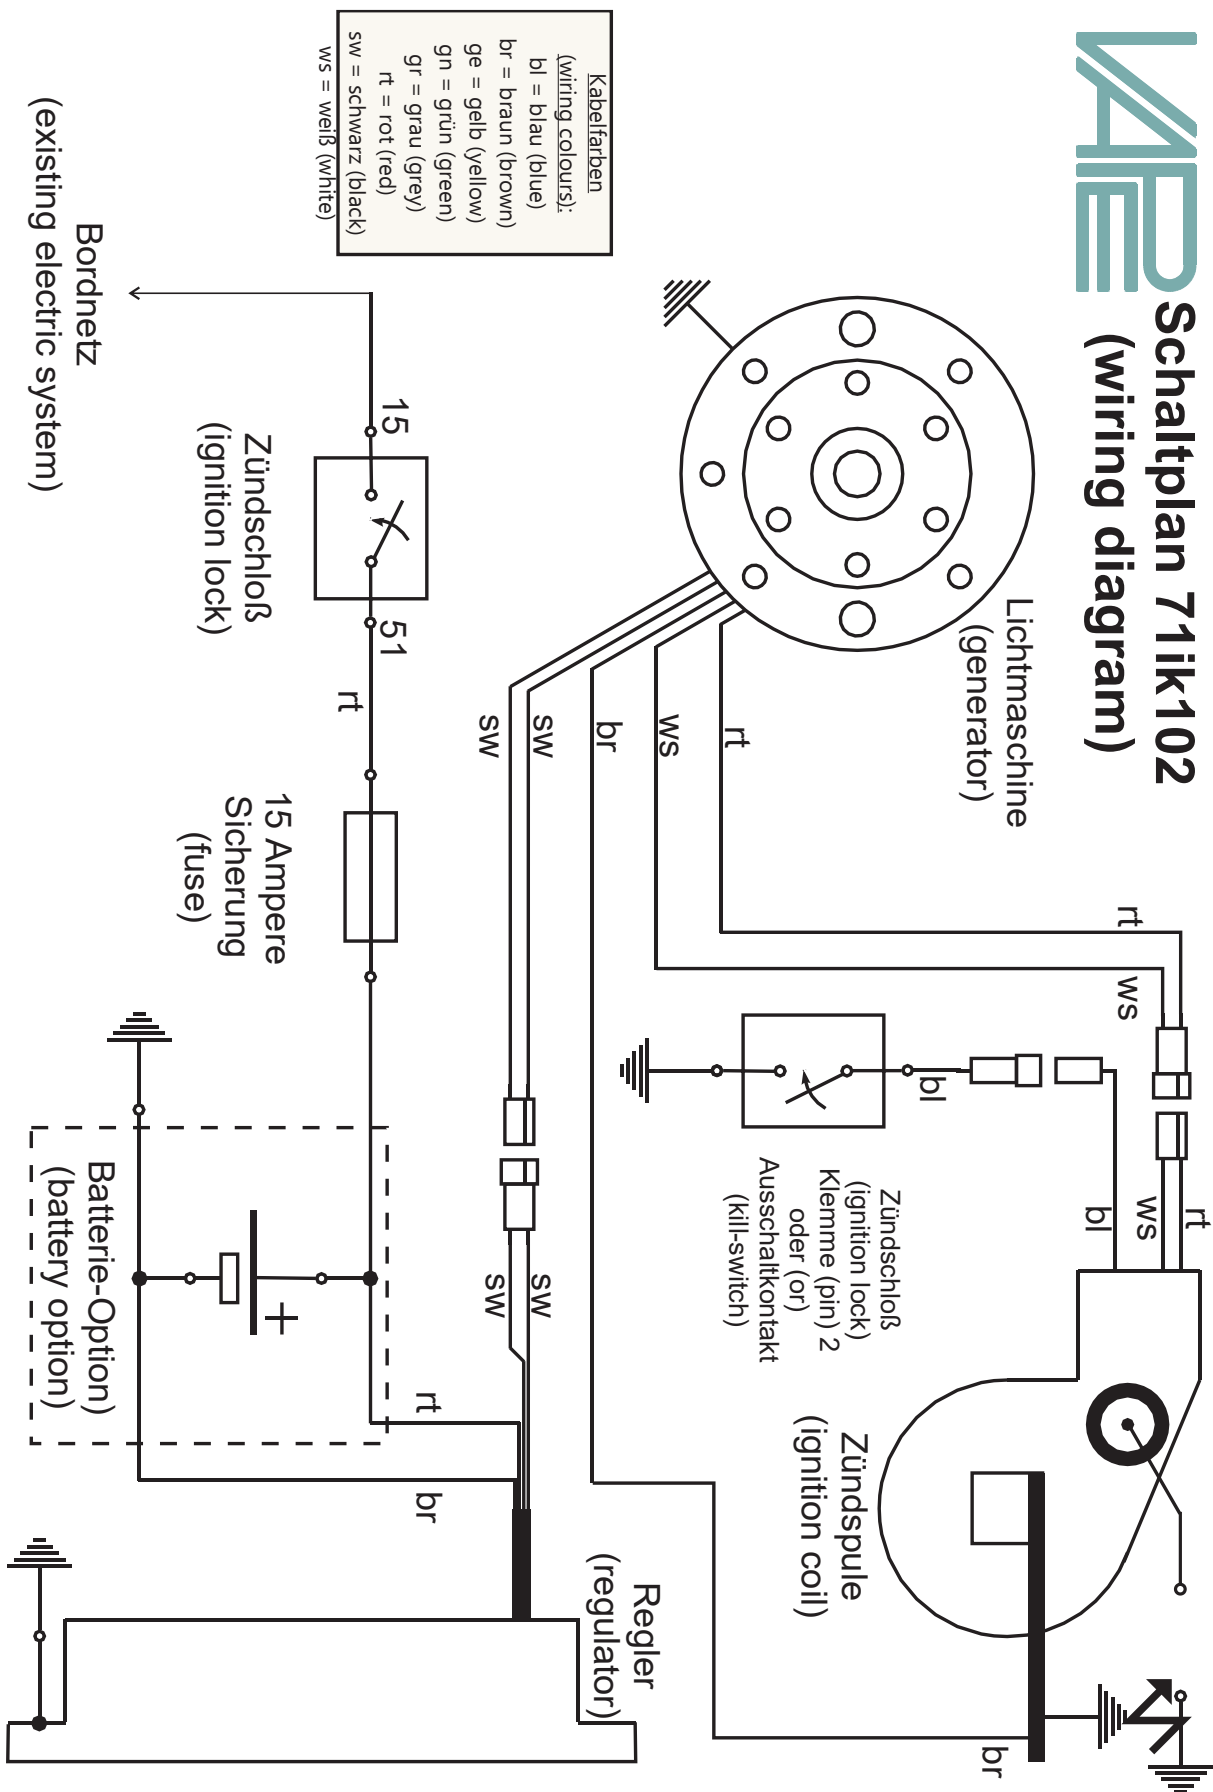 VAPE
Schaltplan 71ik102
(wiring diagram)
Lichtmaschine
(generator)
rt
ws
br
sw
sw
rt
ws
bl
rt
ws
bl
Zündschloß
(ignition lock)
Klemme (pin) 2
oder (or)
Ausschaltkontakt
(kill-switch)
Zündspule
(ignition coil)
br
Kabelfarben
(wiring colours):
bl = blau (blue)
br = braun (brown)
ge = gelb (yellow)
gn = grün (green)
gr = grau (grey)
rt = rot (red)
sw = schwarz (black)
ws = weiß (white)
sw
sw
Regler
(regulator)
rt
br
15
51
Zündschloß
(ignition lock)
rt
15 Ampere
Sicherung
(fuse)
+
Batterie-Option)
(battery option)
Bordnetz
(existing electric system)